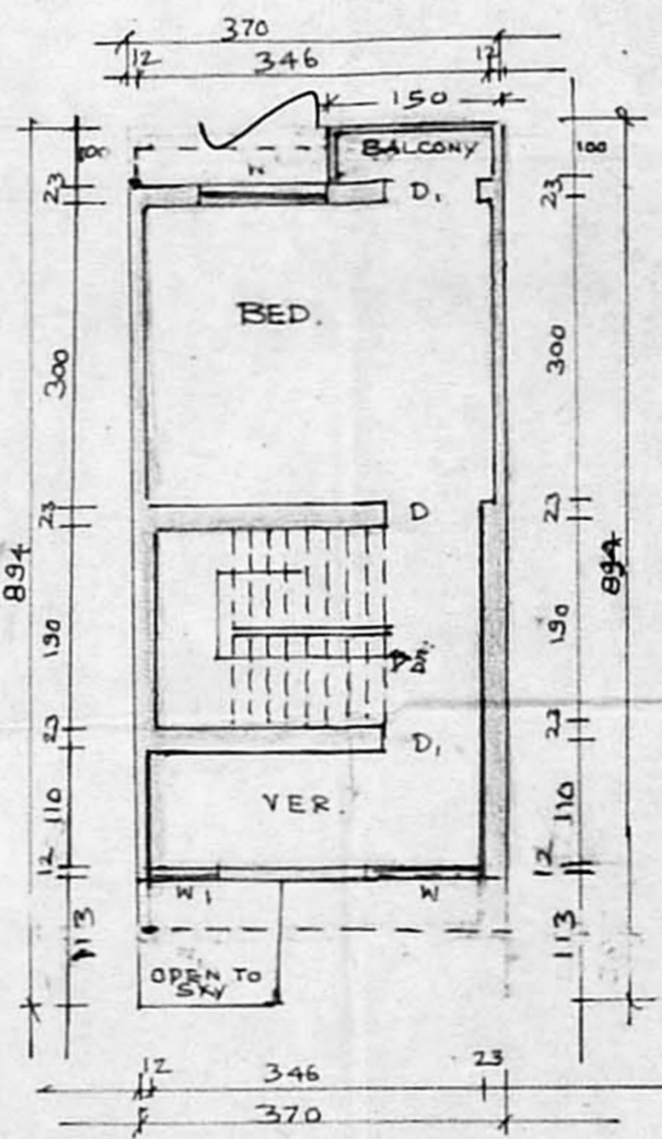 370
12 346 12
150
BALCONY
100
W
23 D1 23
BED.
300 300
23 D 23
894 894
190 190
DN.
23 D1 23
110 VER. 110
12 12
W1 W
113 113
OPEN TO
SKY
12 346 23
370